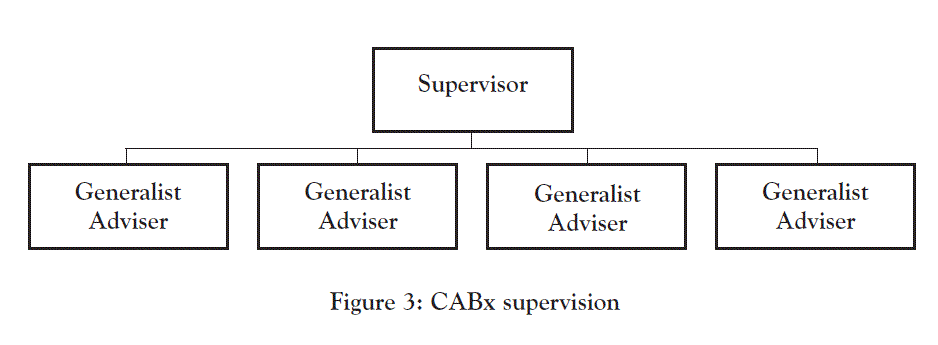 Supervisor
Generalist
Adviser
Generalist
Adviser
Generalist
Adviser
Generalist
Adviser
Figure 3: CABx supervision